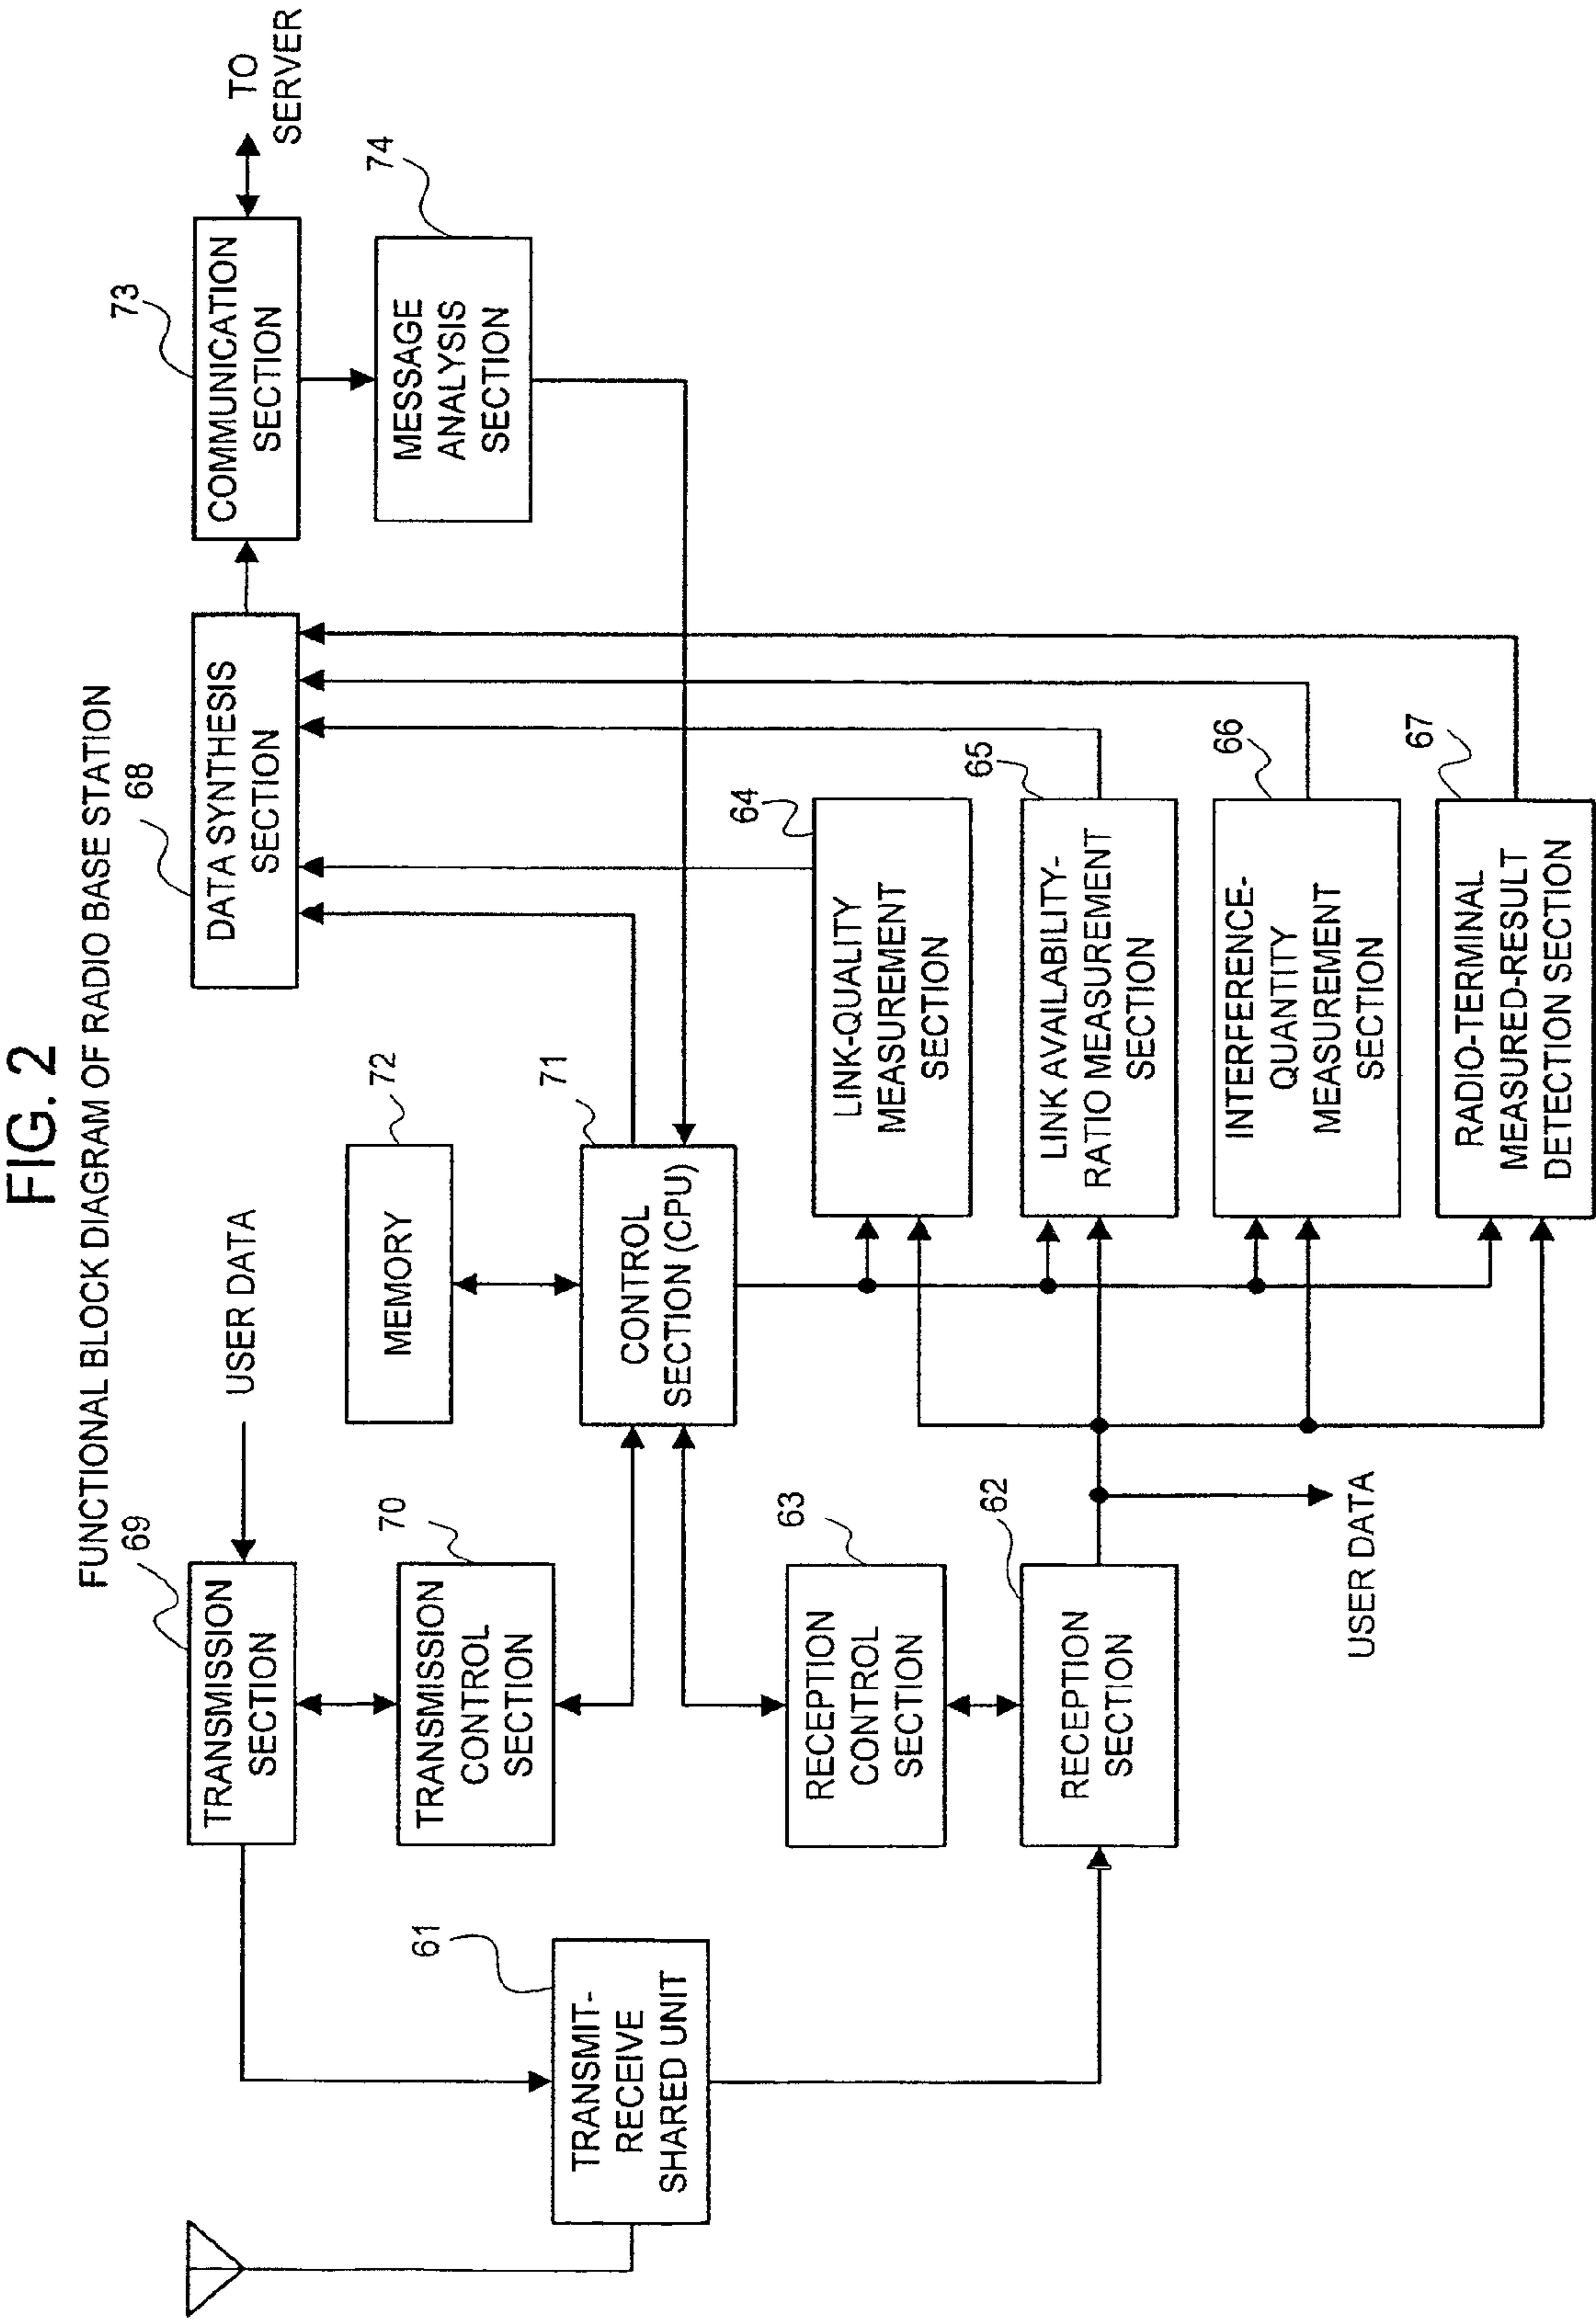 FIG. 2
FUNCTIONAL BLOCK DIAGRAM OF RADIO BASE STATION
69
TRANSMISSION
SECTION
USER DATA
70
TRANSMISSION
CONTROL
SECTION
61
TRANSMIT-
RECEIVE
SHARED UNIT
63
RECEPTION
CONTROL
SECTION
62
RECEPTION
SECTION
USER DATA
72
MEMORY
71
CONTROL
SECTION (CPU)
68
DATA SYNTHESIS
SECTION
73
COMMUNICATION
SECTION
TO
SERVER
74
MESSAGE
ANALYSIS
SECTION
64
LINK-QUALITY
MEASUREMENT
SECTION
65
LINK AVAILABILITY-
RATIO MEASUREMENT
SECTION
66
INTERFERENCE-
QUANTITY
MEASUREMENT
SECTION
67
RADIO-TERMINAL
MEASURED-RESULT
DETECTION SECTION